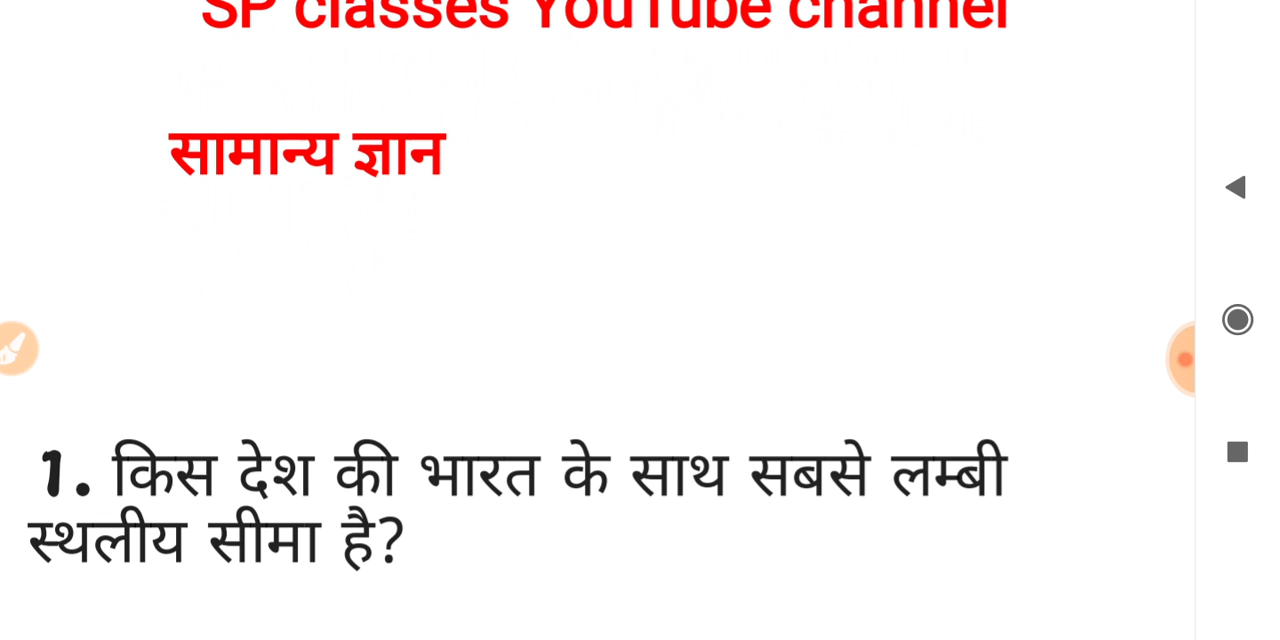 SP classes YouTube channel
सामान्य ज्ञान
1. किस देश की भारत के साथ सबसे लम्बी
स्थलीय सीमा है?